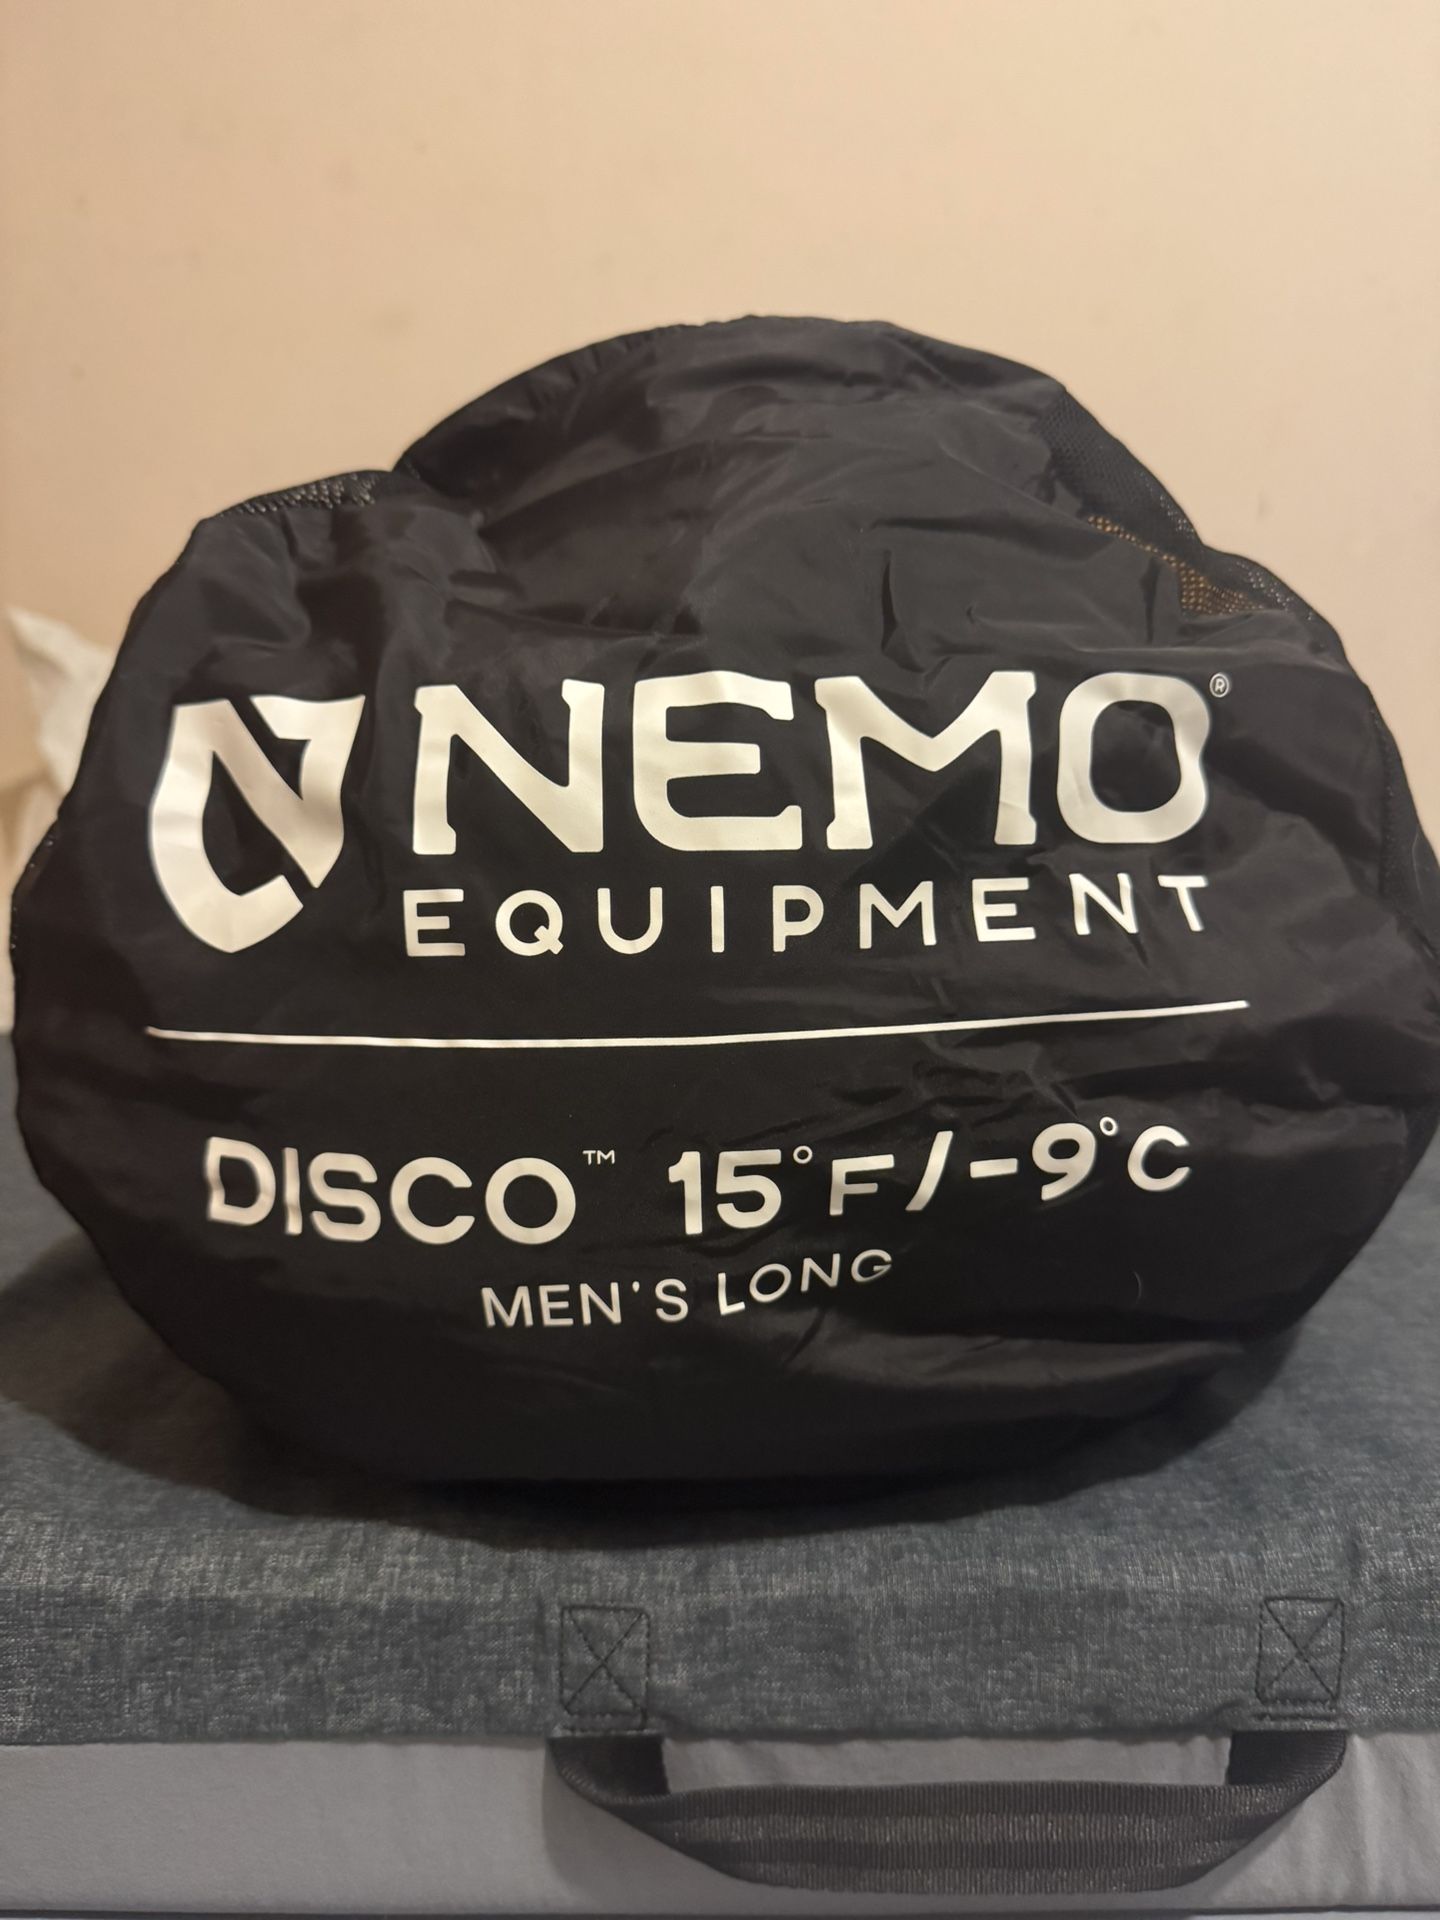 NEMO®
EQUIPMENT
DISCO™ 15°F/-9°C
MEN'S LONG